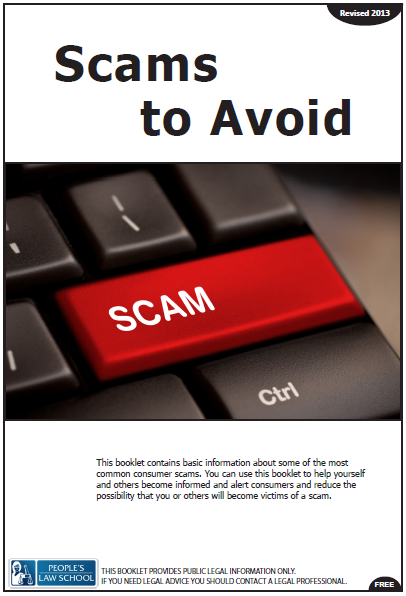 Revised 2013
Scams
to Avoid
SCAM
Ctrl
This booklet contains basic information about some of the most
common consumer scams. You can use this booklet to help yourself
and others become informed and alert consumers and reduce the
possibility that you or others will become victims of a scam.
PEOPLE'S
LAW SCHOOL
THIS BOOKLET PROVIDES PUBLIC LEGAL INFORMATION ONLY.
IF YOU NEED LEGAL ADVICE YOU SHOULD CONTACT A LEGAL PROFESSIONAL.
FREE